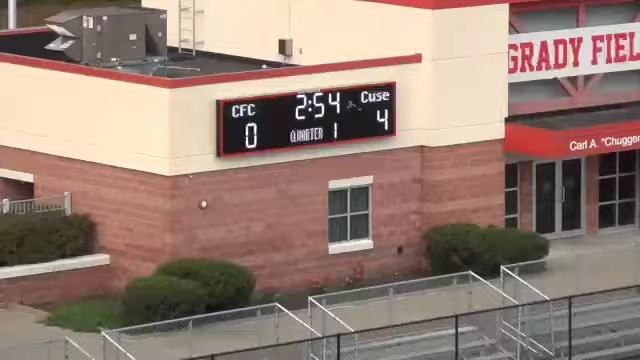 GRADY FIEL
CFC 2:54 Cuse
0 QUARTER 1 4
Carl A. "Chugger